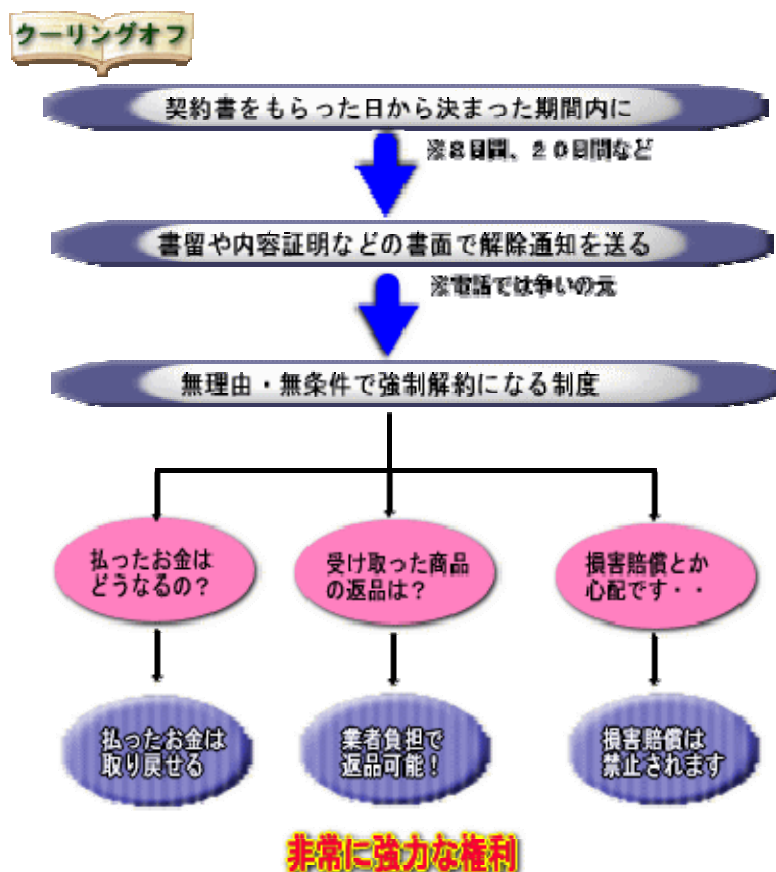 クーリングオフ
契約書をもらった日から決まった期間内に
※８日間、２０日間など
書留や内容証明などの書面で解除通知を送る
※電話では争いの元
無理由・無条件で強制解約になる制度
払ったお金は
どうなるの？
受け取った商品
の返品は？
損害賠償とか
心配です・・
払ったお金は
取り戻せる
業者負担で
返品可能！
損害賠償は
禁止されます
非常に強力な権利